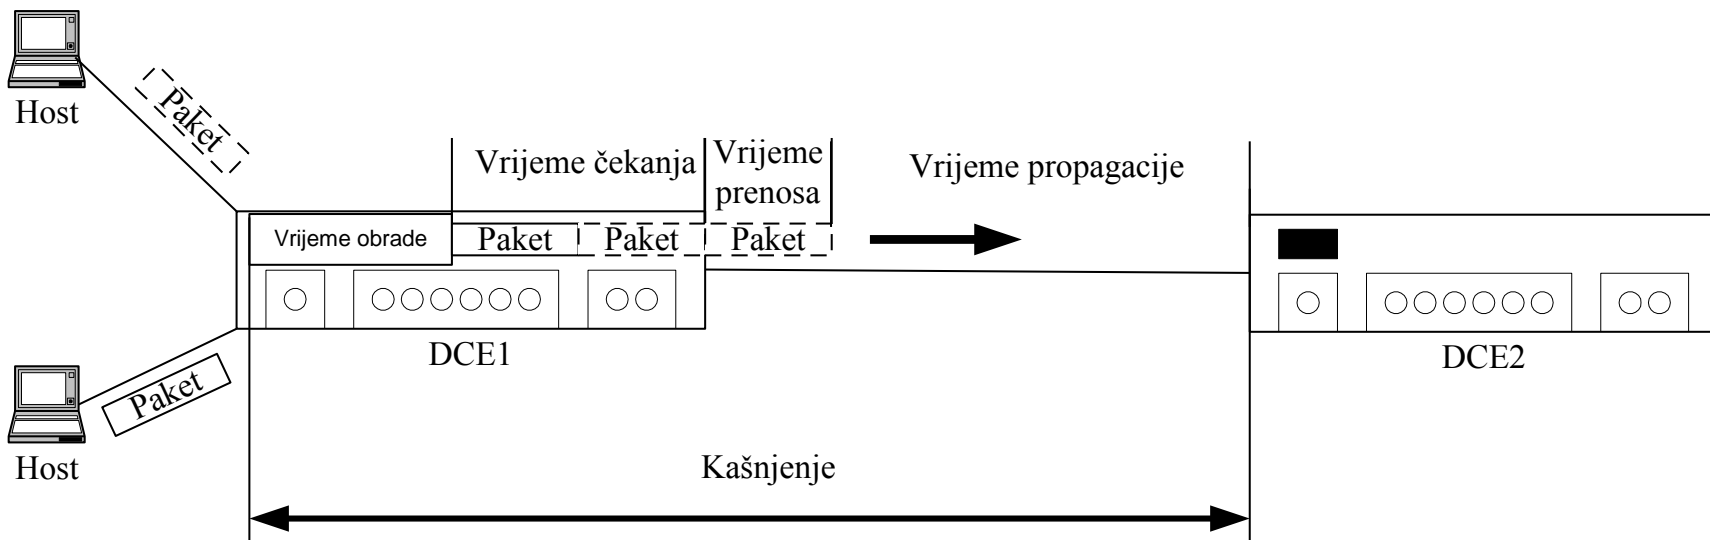 Host
Paket
Vrijeme čekanja
Vrijeme
prenosa
Vrijeme propagacije
Vrijeme obrade
Paket
Paket
Paket
DCE1
DCE2
Paket
Host
Kašnjenje